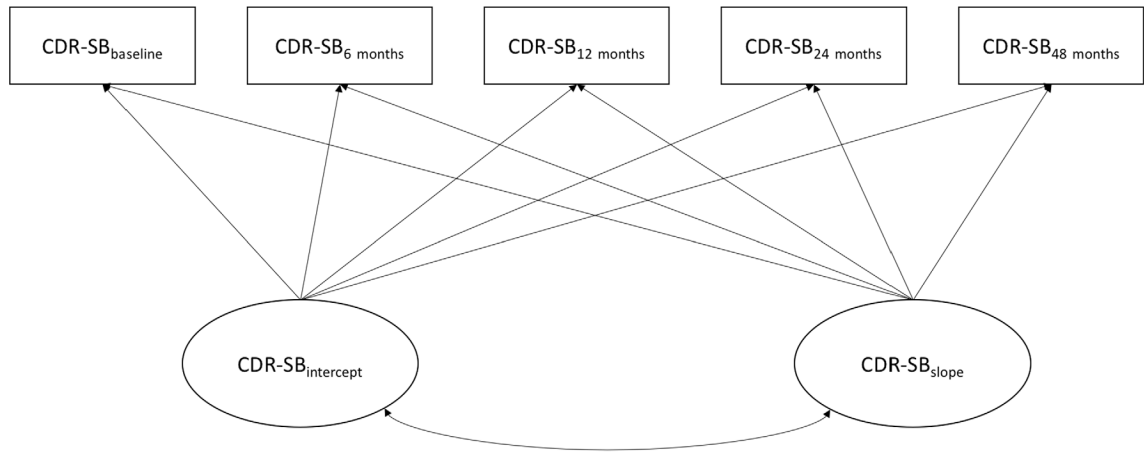 CDR-SBbaseline
CDR-SB6 months
CDR-SB12 months
CDR-SB24 months
CDR-SB48 months
CDR-SBintercept
CDR-SBslope